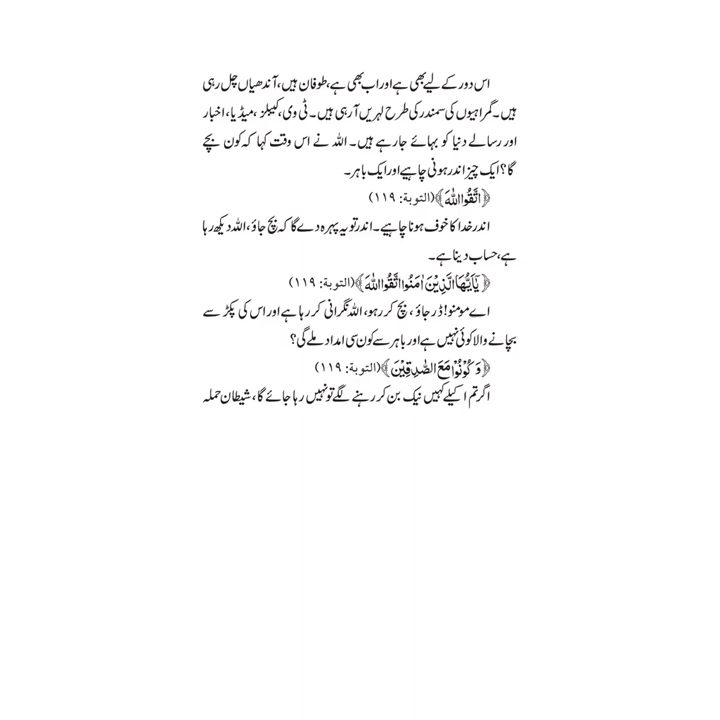 اس دور کے لیے بھی ہے اور اب بھی ہے، طوفان ہیں، آندھیاں چل رہی
ہیں۔ گمراہیوں کی سمندر کی طرح لہریں آ رہی ہیں۔ ٹی وی، کیبلز، میڈیا، اخبار
اور رسالے دنیا کو بہائے جا رہے ہیں۔ اللہ نے اس وقت کہا کہ کون بچے
گا؟ ایک چیز اندر ہونی چاہیے اور ایک باہر۔
﴿اتَّقُوا اللّٰهَ﴾ (التوبة: ۱۱۹)
اندر خدا کا خوف ہونا چاہیے۔ اندر تو یہ پہرہ دے گا کہ بچ جاؤ، اللہ دیکھ رہا
ہے، حساب دینا ہے۔
﴿يٰٓاَيُّهَا الَّذِيْنَ اٰمَنُوا اتَّقُوا اللّٰهَ﴾ (التوبة: ۱۱۹)
اے مومنو! ڈر جاؤ، بچ کر رہو، اللہ نگرانی کر رہا ہے اور اس کی پکڑ سے
بچانے والا کوئی نہیں ہے اور باہر سے کون سی امداد ملے گی؟
﴿وَ كُوْنُوْا مَعَ الصّٰدِقِيْنَ﴾ (التوبة: ۱۱۹)
اگر تم اکیلے کہیں نیک بن کر رہنے لگے تو نہیں رہا جائے گا، شیطان حملہ